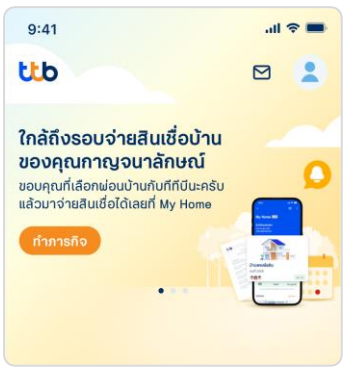 9:41
ttb
ใกล้ถึงรอบจ่ายสินเชื่อบ้าน
ของคุณกาญจนาลักษณ์
ขอบคุณที่เลือกผ่อนบ้านกับทีทีบีนะครับ
แล้วมาจ่ายสินเชื่อได้เลยที่ My Home
ทำภารกิจ
My Home